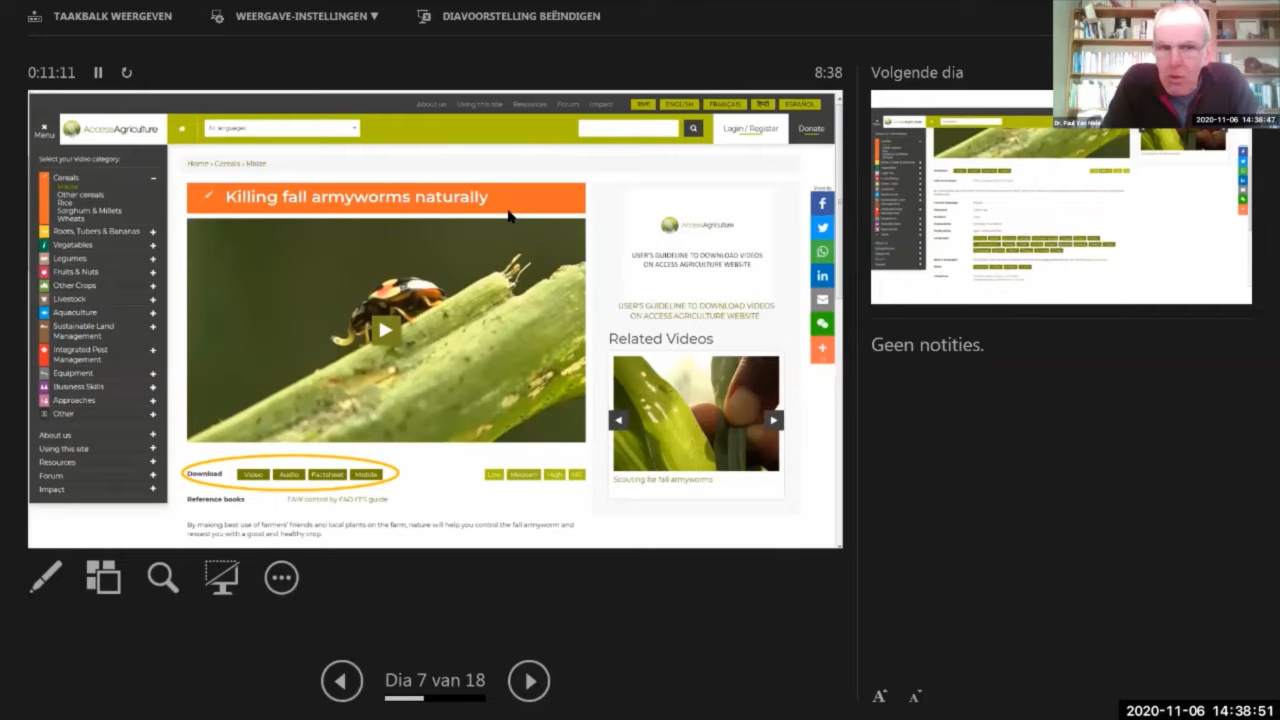 TAAKBALK WEERGEVEN
WEERGAVE-INSTELLINGEN ▼
DIAVOORSTELLING BEËINDIGEN
0:11:11
8:38
Volgende dia
Dr. Paul Van Mele
2020-11-06 14:38:47
About us
Using this site
Resources
Forum
Impact
বাংলা
ENGLISH
FRANÇAIS
हिन्दी
ESPAÑOL
Menu
AccessAgriculture
All languages
Login / Register
Donate
Select your video category:
Cereals
Maize
Other cereals
Rice
Sorghum & Millets
Wheats
Roots, Tubers & Bananas
Vegetables
Legumes
Fruits & Nuts
Other Crops
Livestock
Aquaculture
Sustainable Land
Management
Integrated Pest
Management
Equipment
Business Skills
Approaches
Other
About us
Using this site
Resources
Forum
Impact
Home › Cereals › Maize
Killing fall armyworms naturally
Download
Video
Audio
Factsheet
Mobile
Low
Medium
High
HD
Reference books
FAW control by FAO FFS guide
By making best use of farmers' friends and local plants on the farm, nature will help you control the fall armyworm and
reward you with a good and healthy crop.
AccessAgriculture
USER'S GUIDELINE TO DOWNLOAD VIDEOS
ON ACCESS AGRICULTURE WEBSITE
USER'S GUIDELINE TO DOWNLOAD VIDEOS
ON ACCESS AGRICULTURE WEBSITE
Related Videos
Scouting for fall armyworms
Geen notities.
Dia 7 van 18
A
A
2020-11-06 14:38:51